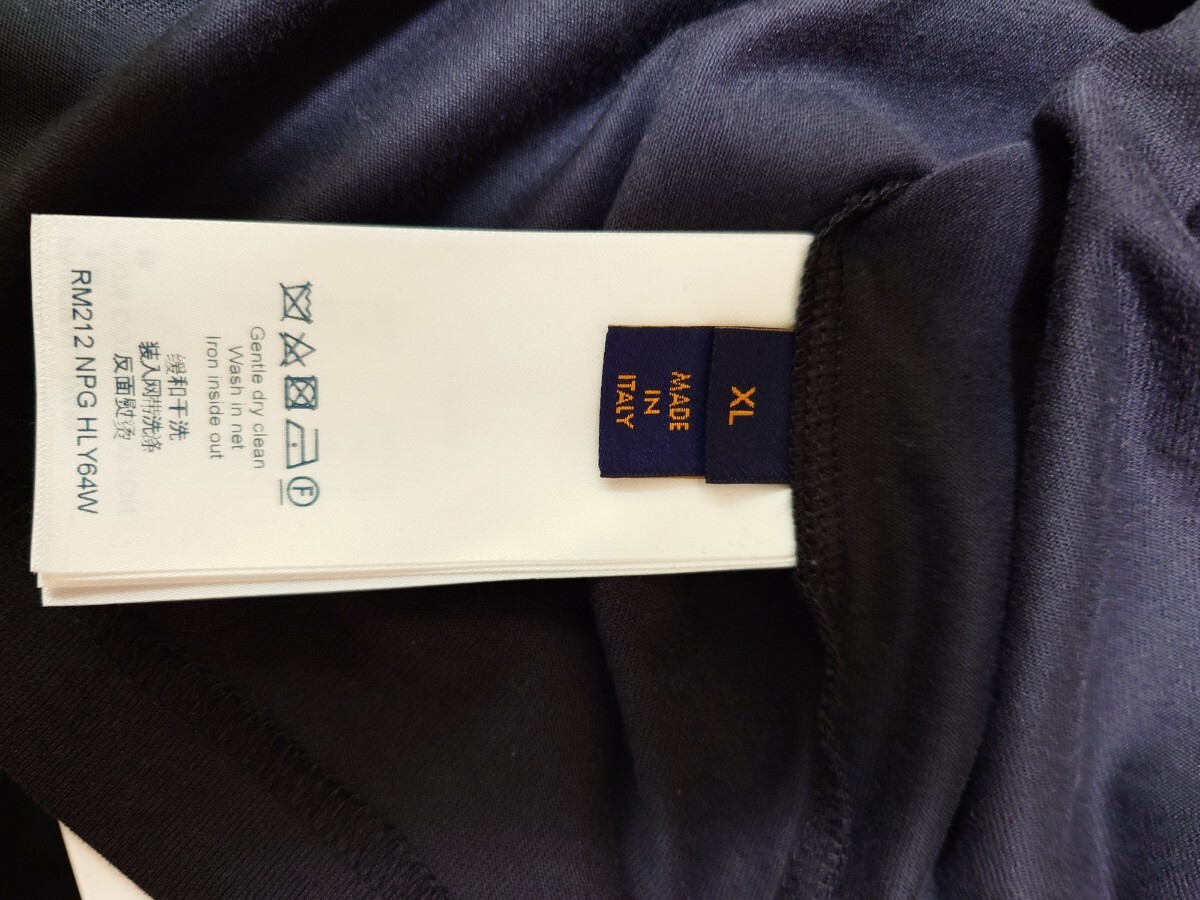 XL
MADE
IN
ITALY
F
Gentle dry clean
Wash in net
Iron inside out
缓和干洗
装入网带洗涤
反面熨烫
RM212 NPG HLY64W